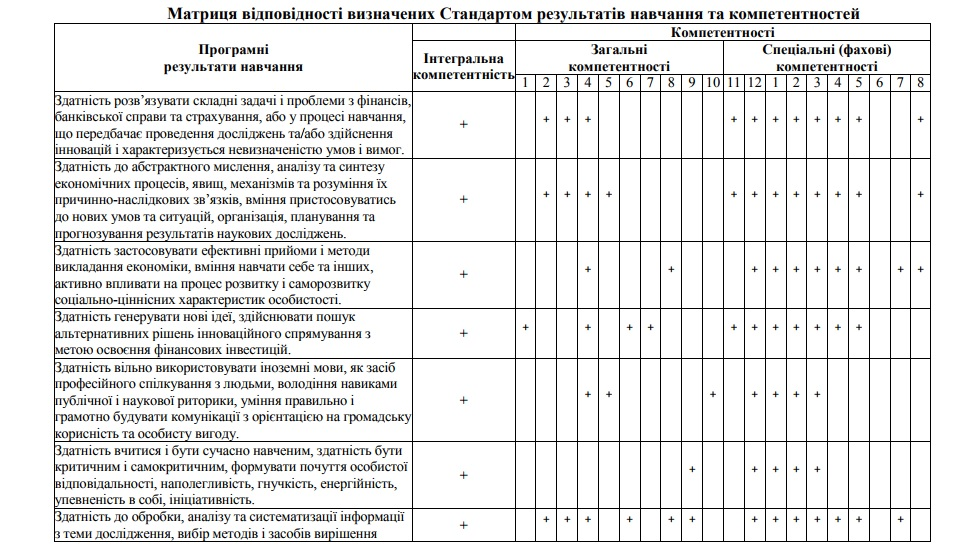 Матриця відповідності визначених Стандартом результатів навчання та компетентностей
Програмні
результати навчання
Інтегральна
компетентність
Компетентності
Загальні
компетентності
Спеціальні (фахові)
компетентності
1 2 3 4 5 6 7 8 9 10 11 12 1 2 3 4 5 6 7 8
Здатність розв’язувати складні задачі і проблеми з фінансів,
банківської справи та страхування, або у процесі навчання,
що передбачає проведення досліджень та/або здійснення
інновацій і характеризується невизначеністю умов і вимог.
+ + + + + + + + + + + +
Здатність до абстрактного мислення, аналізу та синтезу
економічних процесів, явищ, механізмів та розуміння їх
причинно-наслідкових зв’язків, вміння пристосовуватись
до нових умов та ситуацій, організація, планування та
прогнозування результатів наукових досліджень.
+ + + + + + + + + + + + +
Здатність застосовувати ефективні прийоми і методи
викладання економіки, вміння навчати себе та інших,
активно впливати на процес розвитку і саморозвитку
соціально-ціннісних характеристик особистості.
+ + + + + + + + + + +
Здатність генерувати нові ідеї, здійснювати пошук
альтернативних рішень інноваційного спрямування з
метою освоєння фінансових інвестицій.
+ + + + + + + + + + + +
Здатність вільно використовувати іноземні мови, як засіб
професійного спілкування з людьми, володіння навиками
публічної і наукової риторики, уміння правильно і
грамотно будувати комунікації з орієнтацією на громадську
корисність та особисту вигоду.
+ + + + + + + +
Здатність вчитися і бути сучасно навченим, здатність бути
критичним і самокритичним, формувати почуття особистої
відповідальності, наполегливість, гнучкість, енергійність,
упевненість в собі, ініціативність.
+ + + + + +
Здатність до обробки, аналізу та систематизації інформації
з теми дослідження, вибір методів і засобів вирішення
+ + + + + + + + + + + + + +